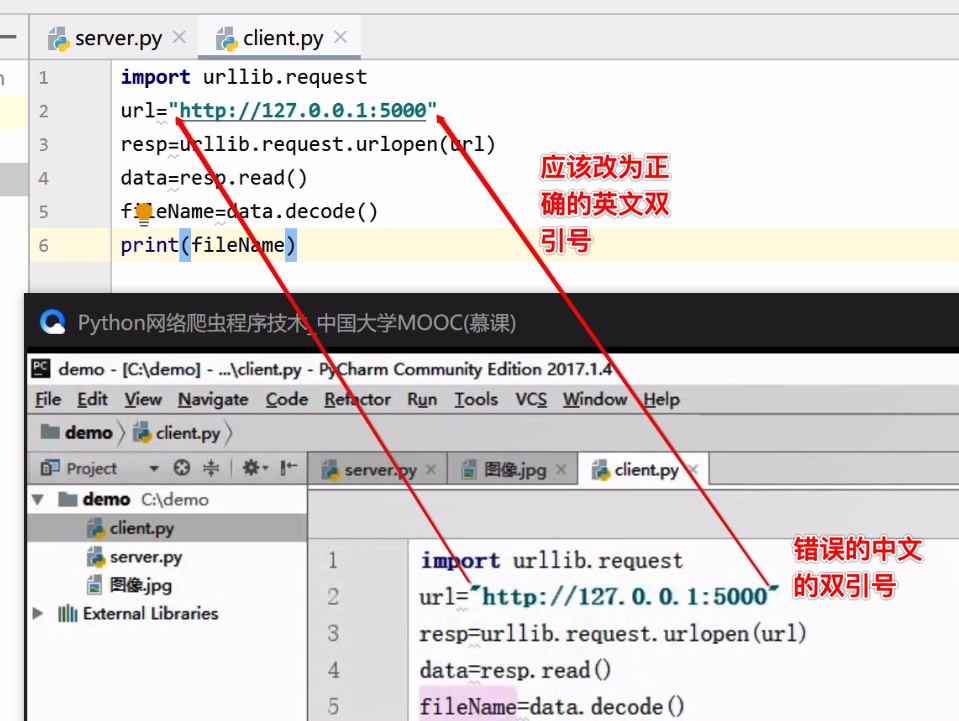 server.py
client.py
1 import urllib.request
2 url="http://127.0.0.1:5000"
3 resp=urllib.request.urlopen(url)
4 data=resp.read()
5 fileName=data.decode()
6 print(fileName)
应该改为正
确的英文双
引号
Python网络爬虫程序技术_中国大学MOOC(慕课)
PC demo - [C:\demo] - ...\client.py - PyCharm Community Edition 2017.1.4
File Edit View Navigate Code Refactor Run Tools VCS Window Help
demo client.py
Project
server.py 图像.jpg client.py
demo C:\demo
client.py
server.py
图像.jpg
External Libraries
1 import urllib.request
2 url="http://127.0.0.1:5000"
3 resp=urllib.request.urlopen(url)
4 data=resp.read()
5 fileName=data.decode()
错误的中文
的双引号